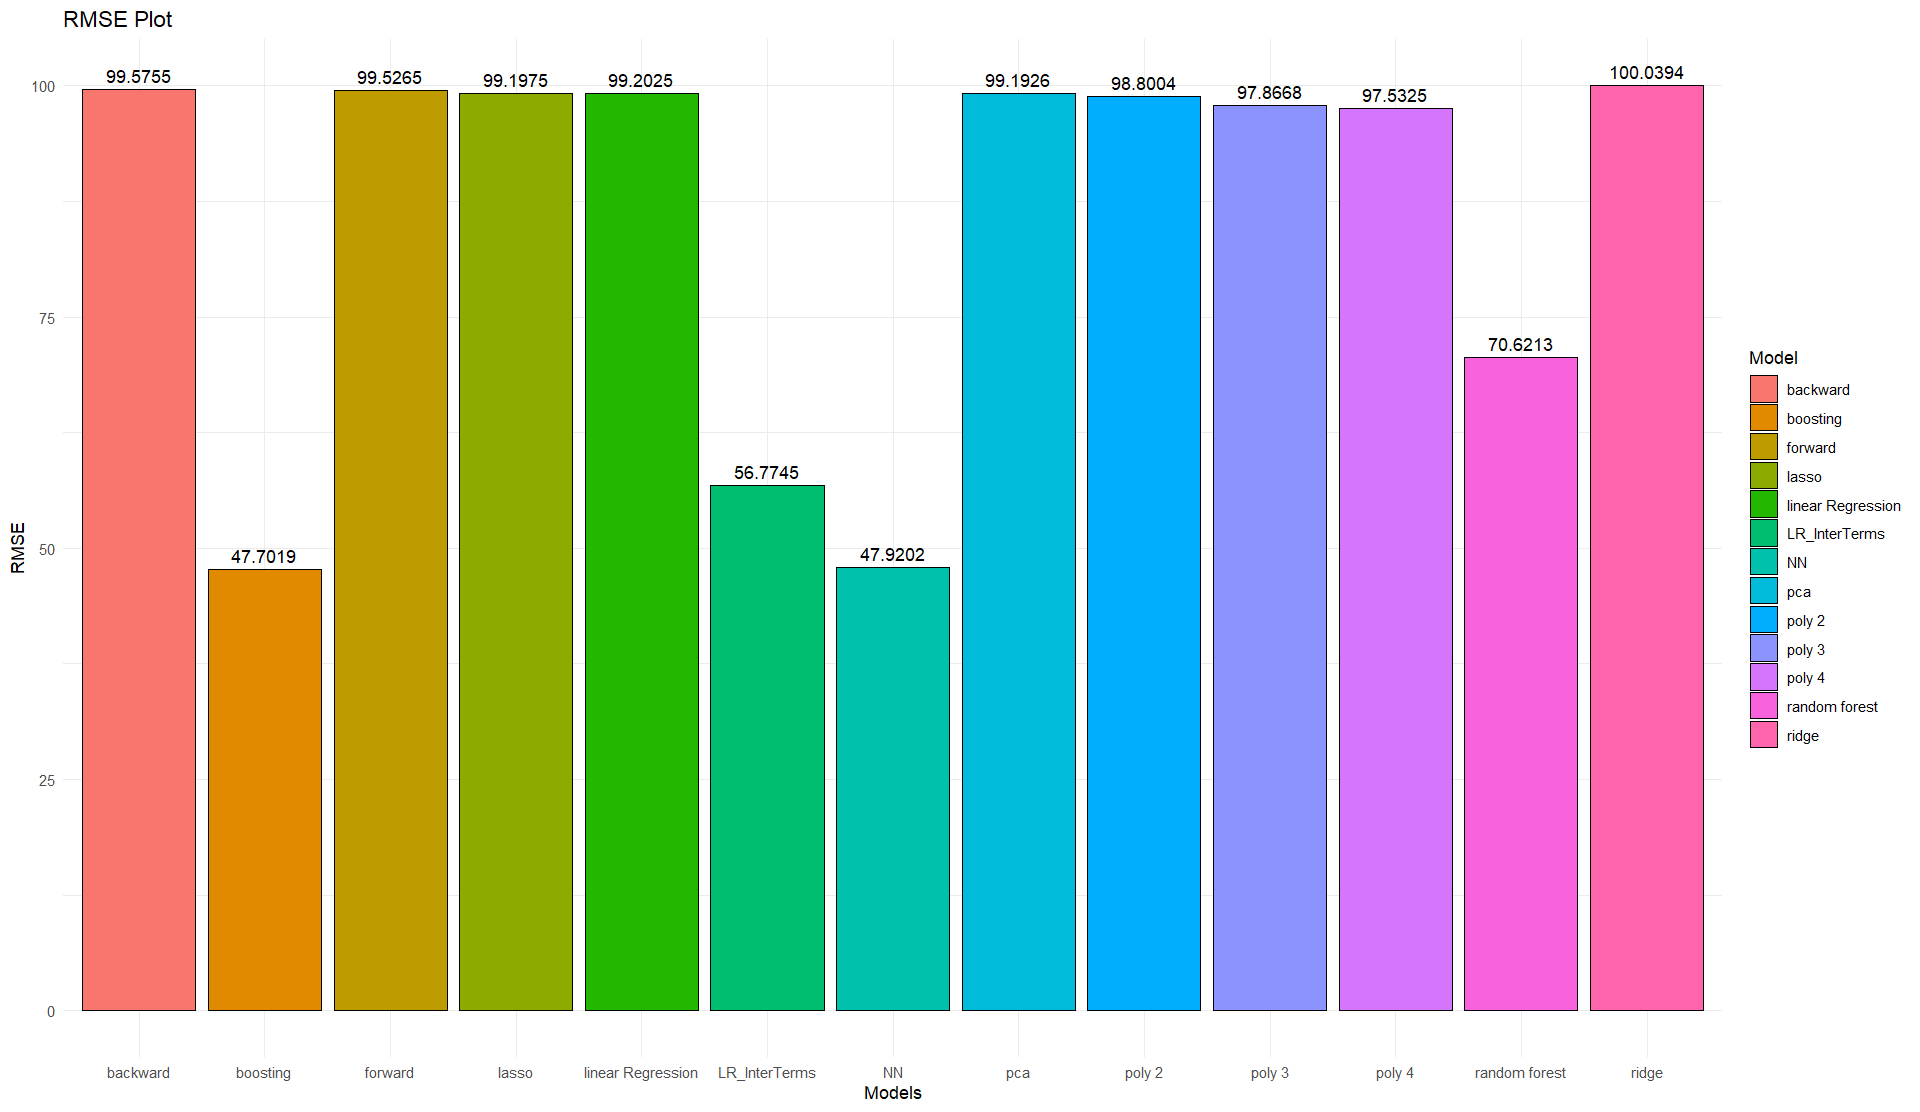 RMSE Plot
99.5755
47.7019
99.5265
99.1975
99.2025
56.7745
47.9202
99.1926
98.8004
97.8668
97.5325
70.6213
100.0394
100
75
50
25
0
RMSE
backward
boosting
forward
lasso
linear Regression
LR_InterTerms
NN
pca
poly 2
poly 3
poly 4
random forest
ridge
Models
Model
backward
boosting
forward
lasso
linear Regression
LR_InterTerms
NN
pca
poly 2
poly 3
poly 4
random forest
ridge